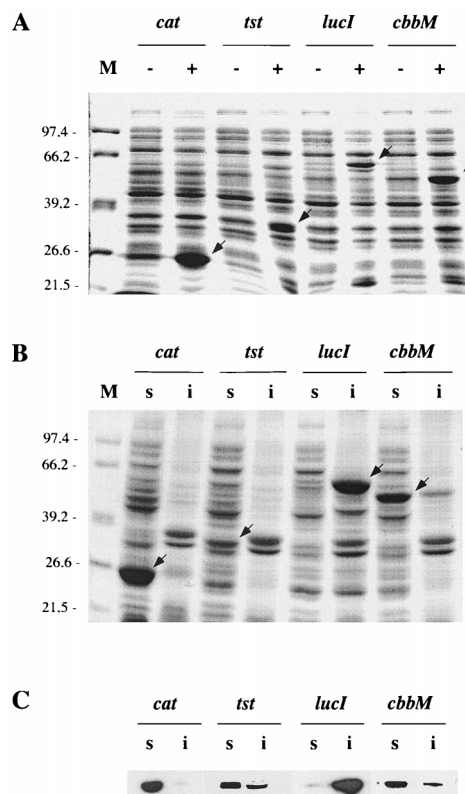 A
cat tst lucI cbbM
M - + - + - + - +
97.4 -
66.2 -
39.2 -
26.6 -
21.5 -
B
cat tst lucI cbbM
M s i s i s i s i
97.4 -
66.2 -
39.2 -
26.6 -
21.5 -
C
cat tst lucI cbbM
s i s i s i s i